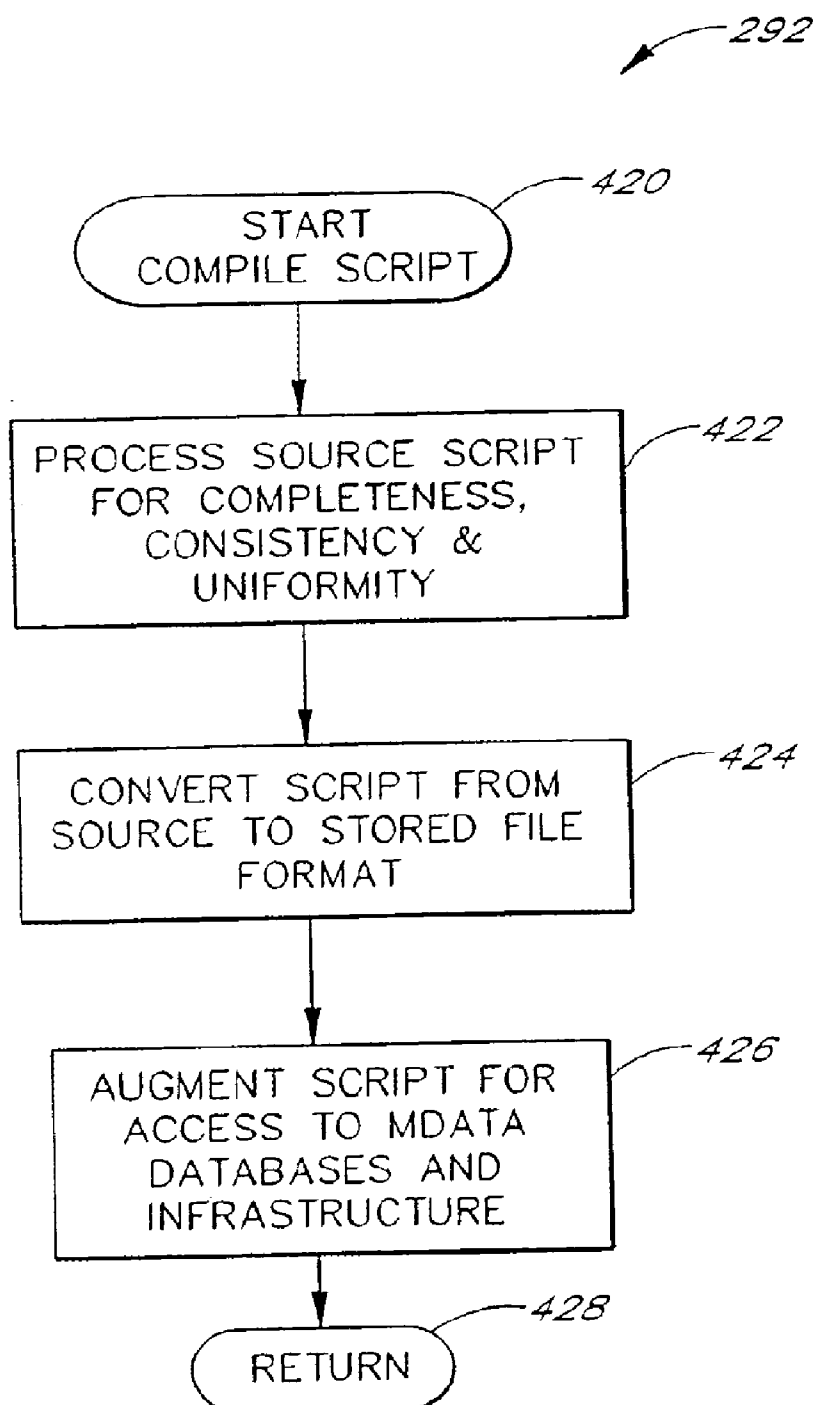 292
420
START
COMPILE SCRIPT
422
PROCESS SOURCE SCRIPT
FOR COMPLETENESS,
CONSISTENCY &
UNIFORMITY
424
CONVERT SCRIPT FROM
SOURCE TO STORED FILE
FORMAT
426
AUGMENT SCRIPT FOR
ACCESS TO MDATA
DATABASES AND
INFRASTRUCTURE
428
RETURN